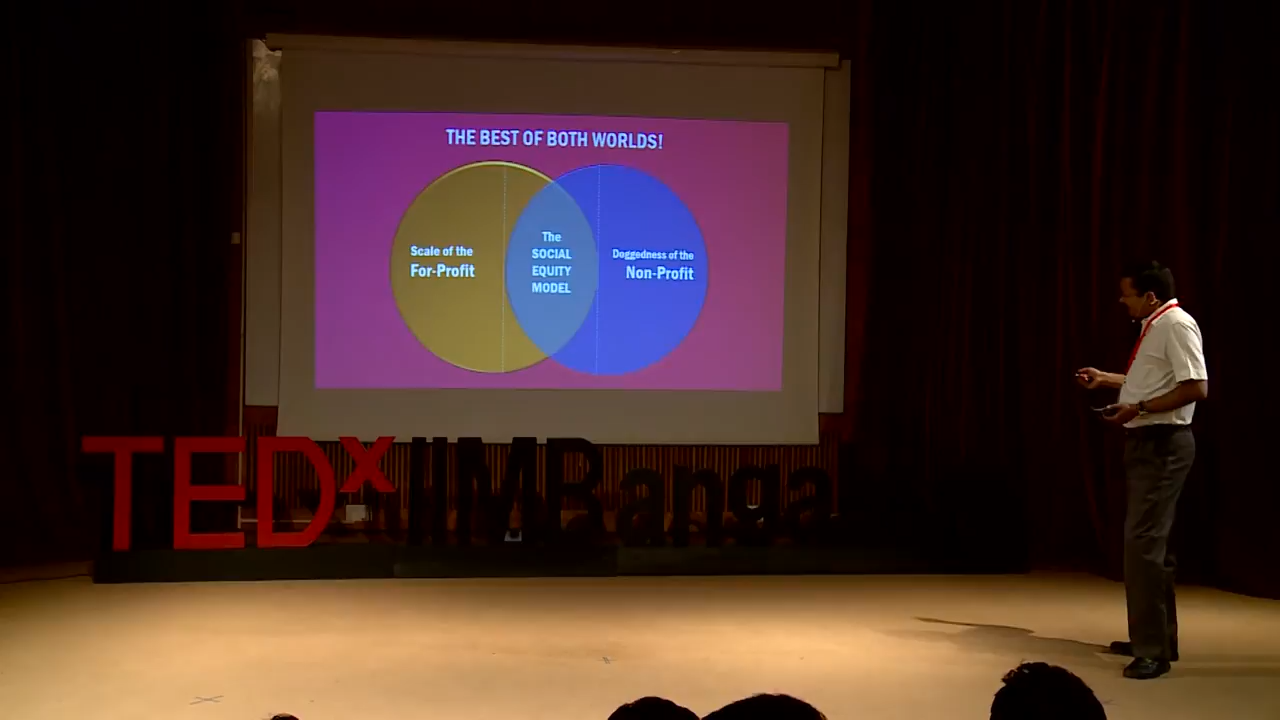 THE BEST OF BOTH WORLDS!
Scale of the
For-Profit
The
SOCIAL
EQUITY
MODEL
Doggedness of the
Non-Profit
TEDxIIMBanga